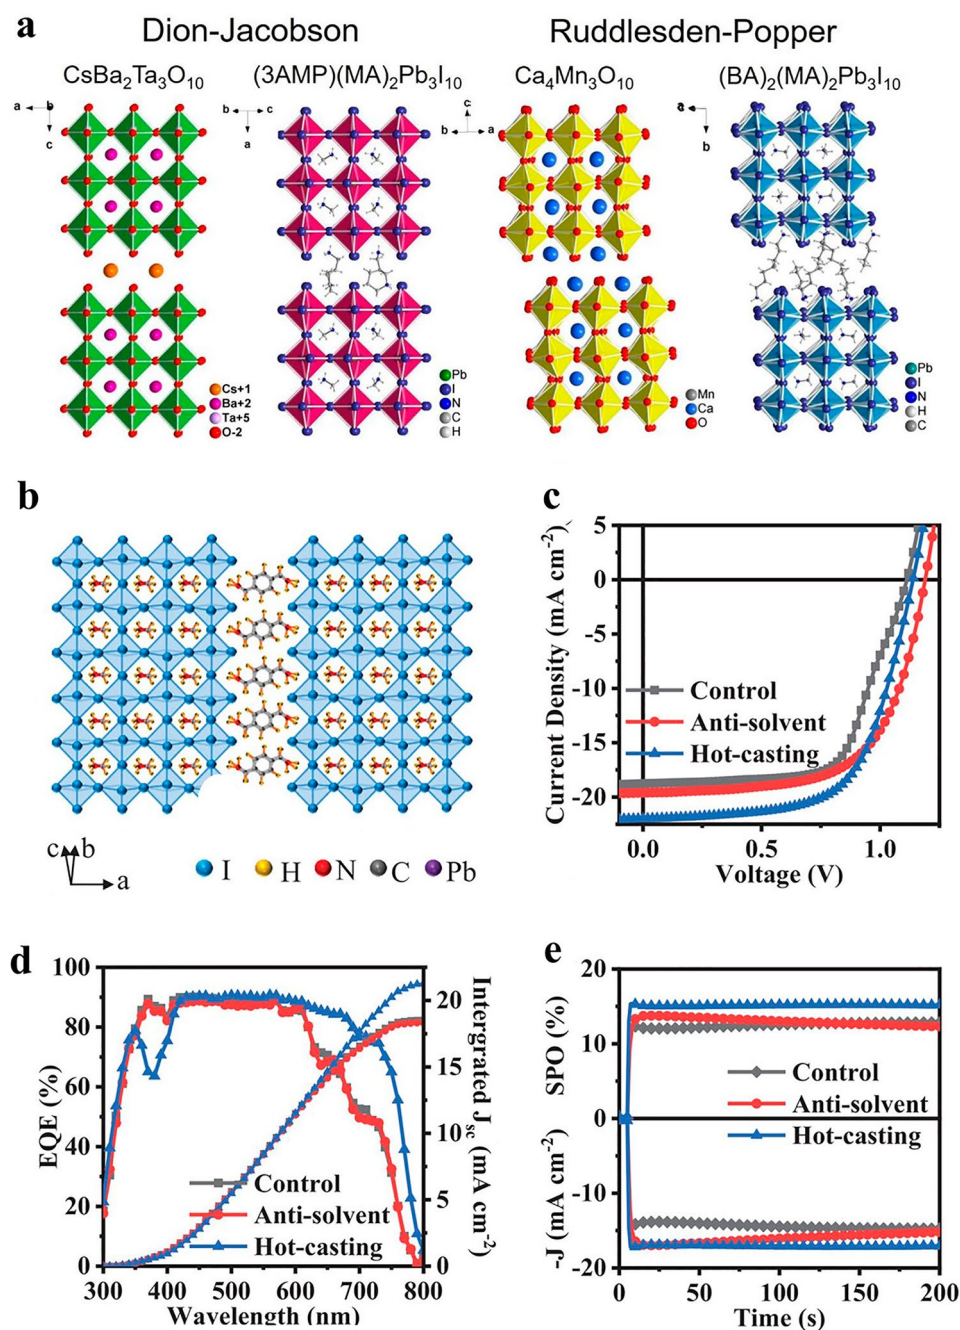 a
Dion-Jacobson
Ruddlesden-Popper
CsBa2Ta3O10
(3AMP)(MA)2Pb3I10
Ca4Mn3O10
(BA)2(MA)2Pb3I10
a b
c
b c
a
c
b a
b
Cs+1
Ba+2
Ta+5
O-2
Pb
I
N
C
H
Mn
Ca
O
Pb
I
N
H
C
b
c b
a
I H N C Pb
c
Current Density (mA cm-2)
5
0
-5
-10
-15
-20
Control
Anti-solvent
Hot-casting
0.0 0.5 1.0
Voltage (V)
d
EQE (%)
100
80
60
40
20
0
Control
Anti-solvent
Hot-casting
20
15
10
5
0
Intergrated Jsc (mA cm-2)
300 400 500 600 700 800
Wavelength (nm)
e
SPO (%)
-J (mA cm-2)
20
10
0
-10
-20
Control
Anti-solvent
Hot-casting
0 50 100 150 200
Time (s)